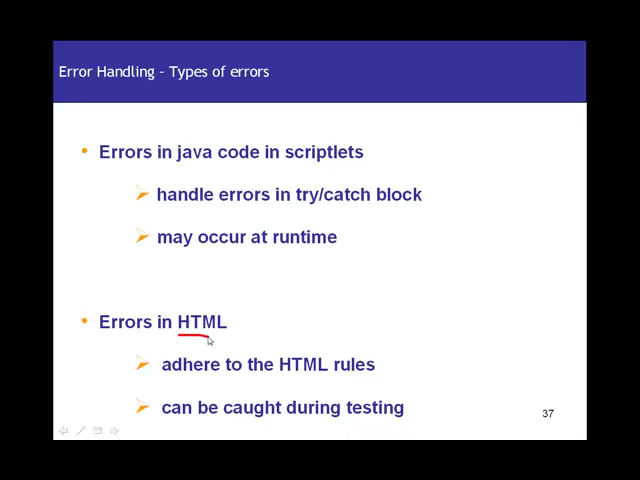 Error Handling – Types of errors
Errors in java code in scriptlets
handle errors in try/catch block
may occur at runtime
Errors in HTML
adhere to the HTML rules
can be caught during testing
37